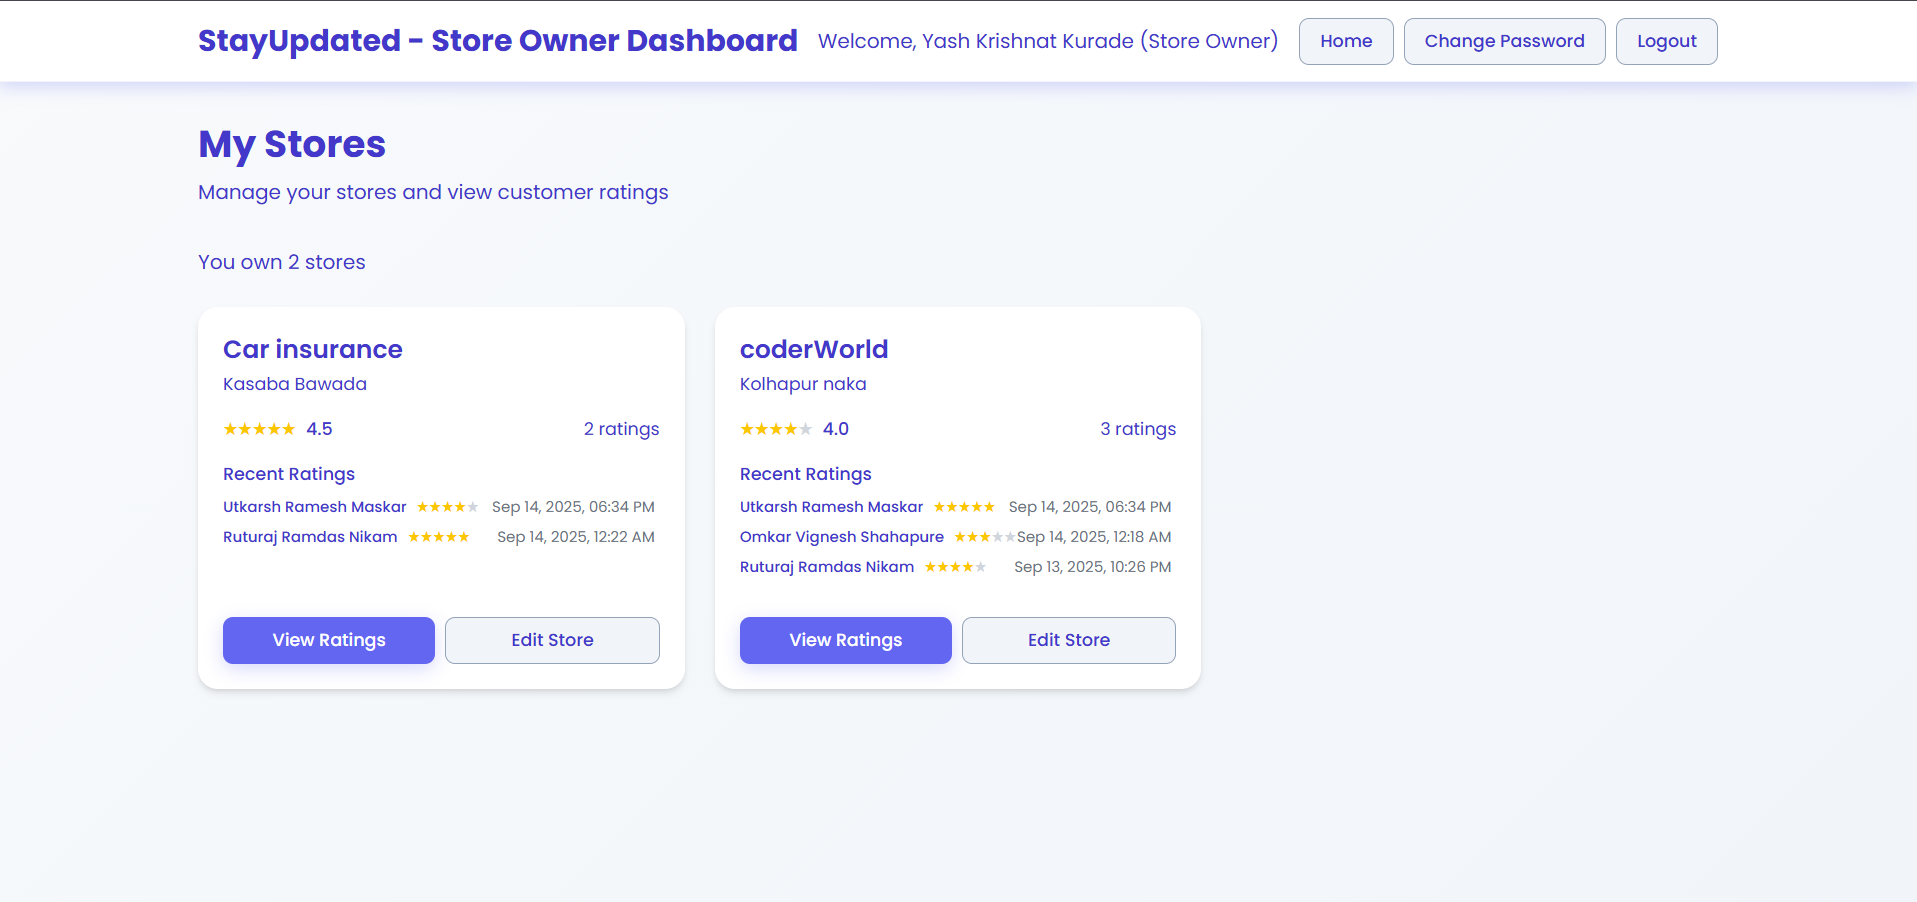 StayUpdated - Store Owner Dashboard Welcome, Yash Krishnat Kurade (Store Owner) Home Change Password Logout
My Stores
Manage your stores and view customer ratings
You own 2 stores
Car insurance
Kasaba Bawada
★★★★★ 4.5 2 ratings
Recent Ratings
Utkarsh Ramesh Maskar ★★★★★ Sep 14, 2025, 06:34 PM
Ruturaj Ramdas Nikam ★★★★★ Sep 14, 2025, 12:22 AM
View Ratings Edit Store
coderWorld
Kolhapur naka
★★★★★ 4.0 3 ratings
Recent Ratings
Utkarsh Ramesh Maskar ★★★★★ Sep 14, 2025, 06:34 PM
Omkar Vignesh Shahapure ★★★★★ Sep 14, 2025, 12:18 AM
Ruturaj Ramdas Nikam ★★★★★ Sep 13, 2025, 10:26 PM
View Ratings Edit Store